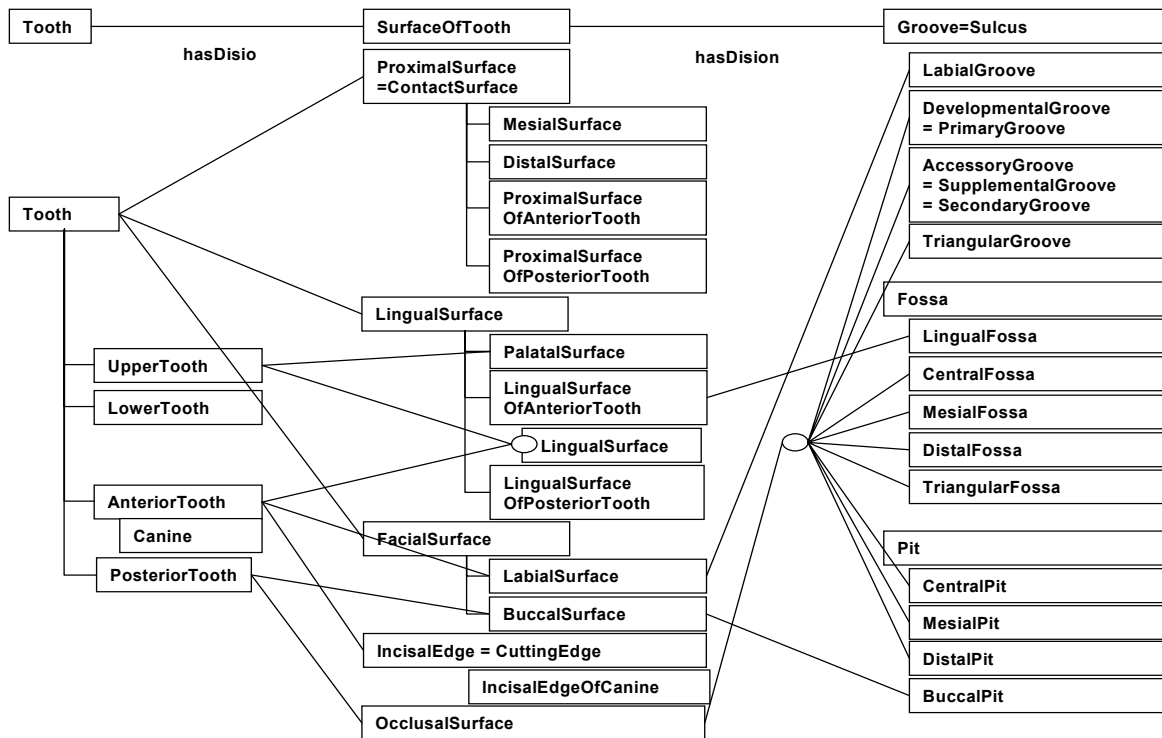 Tooth
SurfaceOfTooth
Groove=Sulcus
hasDisio
hasDision
Tooth
UpperTooth
LowerTooth
AnteriorTooth
Canine
PosteriorTooth
ProximalSurface
=ContactSurface
MesialSurface
DistalSurface
ProximalSurface
OfAnteriorTooth
ProximalSurface
OfPosteriorTooth
LingualSurface
PalatalSurface
LingualSurface
OfAnteriorTooth
LingualSurface
LingualSurface
OfPosteriorTooth
FacialSurface
LabialSurface
BuccalSurface
IncisalEdge = CuttingEdge
IncisalEdgeOfCanine
OcclusalSurface
LabialGroove
DevelopmentalGroove
= PrimaryGroove
AccessoryGroove
= SupplementalGroove
= SecondaryGroove
TriangularGroove
Fossa
LingualFossa
CentralFossa
MesialFossa
DistalFossa
TriangularFossa
Pit
CentralPit
MesialPit
DistalPit
BuccalPit